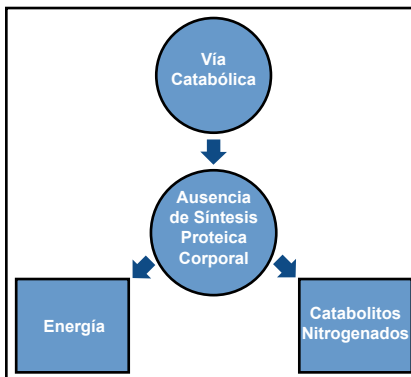 Vía
Catabólica
Ausencia
de Síntesis
Proteica
Corporal
Energía
Catabolitos
Nitrogenados